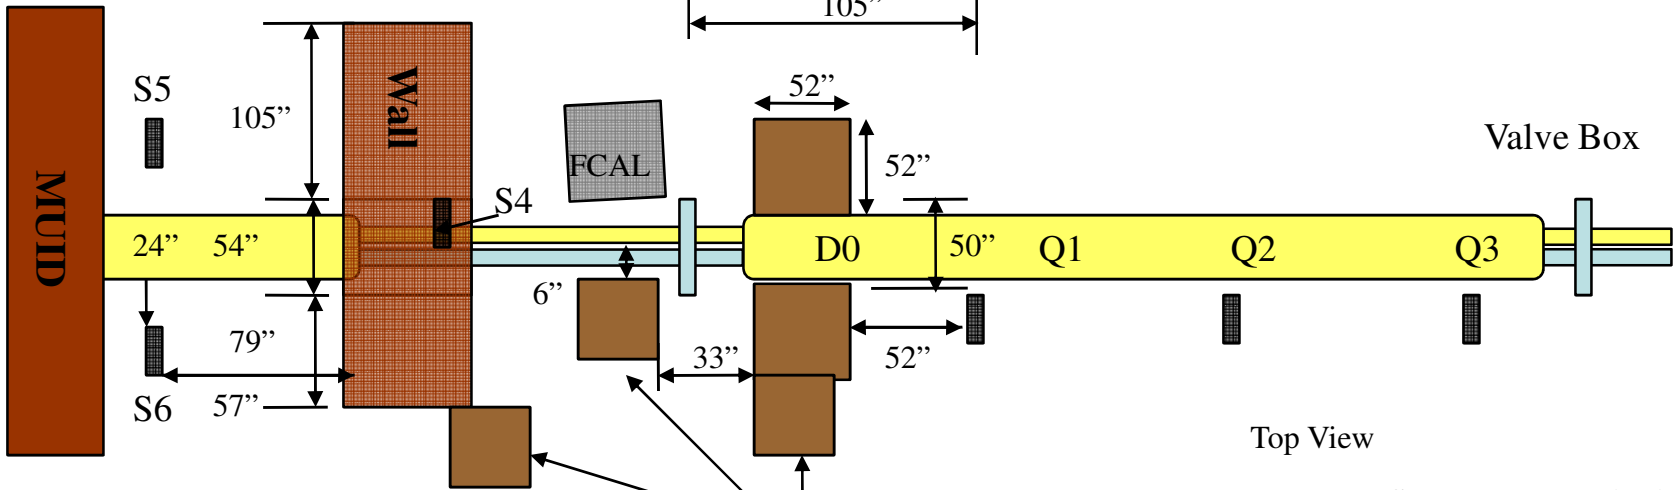 105”
S5
52”
105”
Wall
Valve Box
FCAL
52”
MUID
S4
24”
54”
D0
50”
Q1
Q2
Q3
6”
79”
33”
52”
S6
57”
Top View